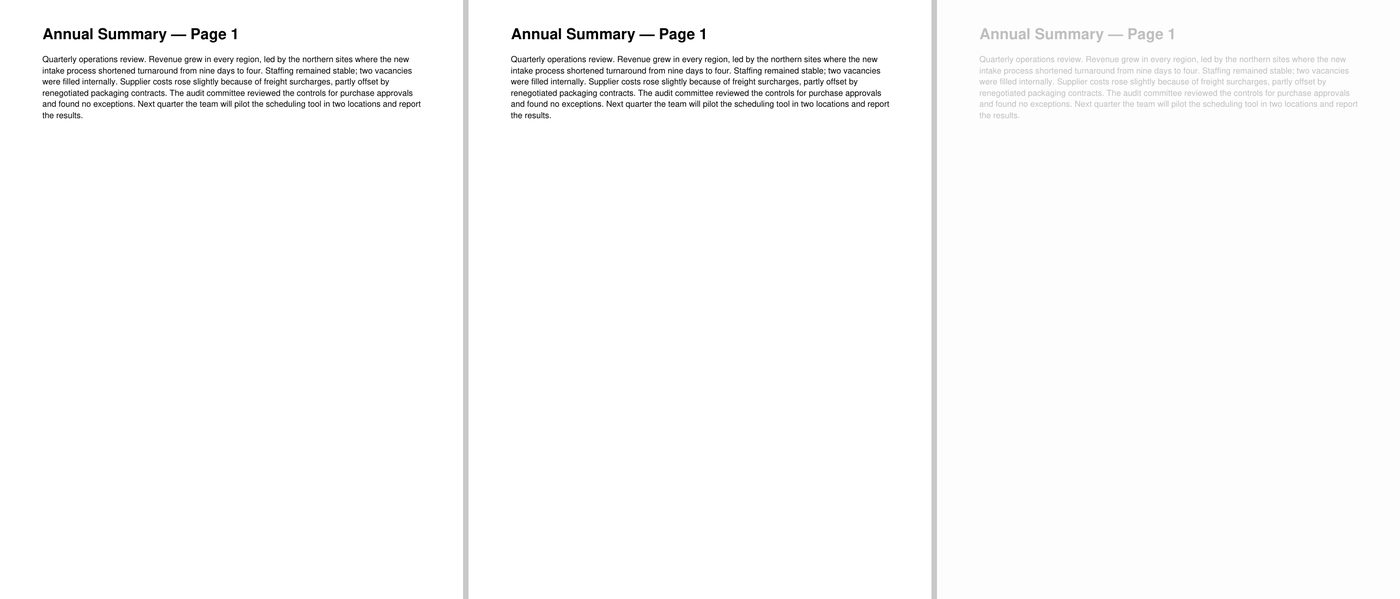 Annual Summary — Page 1
Quarterly operations review. Revenue grew in every region, led by the northern sites where the new
intake process shortened turnaround from nine days to four. Staffing remained stable; two vacancies
were filled internally. Supplier costs rose slightly because of freight surcharges, partly offset by
renegotiated packaging contracts. The audit committee reviewed the controls for purchase approvals
and found no exceptions. Next quarter the team will pilot the scheduling tool in two locations and report
the results.
Annual Summary — Page 1
Quarterly operations review. Revenue grew in every region, led by the northern sites where the new
intake process shortened turnaround from nine days to four. Staffing remained stable; two vacancies
were filled internally. Supplier costs rose slightly because of freight surcharges, partly offset by
renegotiated packaging contracts. The audit committee reviewed the controls for purchase approvals
and found no exceptions. Next quarter the team will pilot the scheduling tool in two locations and report
the results.
Annual Summary — Page 1
Quarterly operations review. Revenue grew in every region, led by the northern sites where the new
intake process shortened turnaround from nine days to four. Staffing remained stable; two vacancies
were filled internally. Supplier costs rose slightly because of freight surcharges, partly offset by
renegotiated packaging contracts. The audit committee reviewed the controls for purchase approvals
and found no exceptions. Next quarter the team will pilot the scheduling tool in two locations and report
the results.